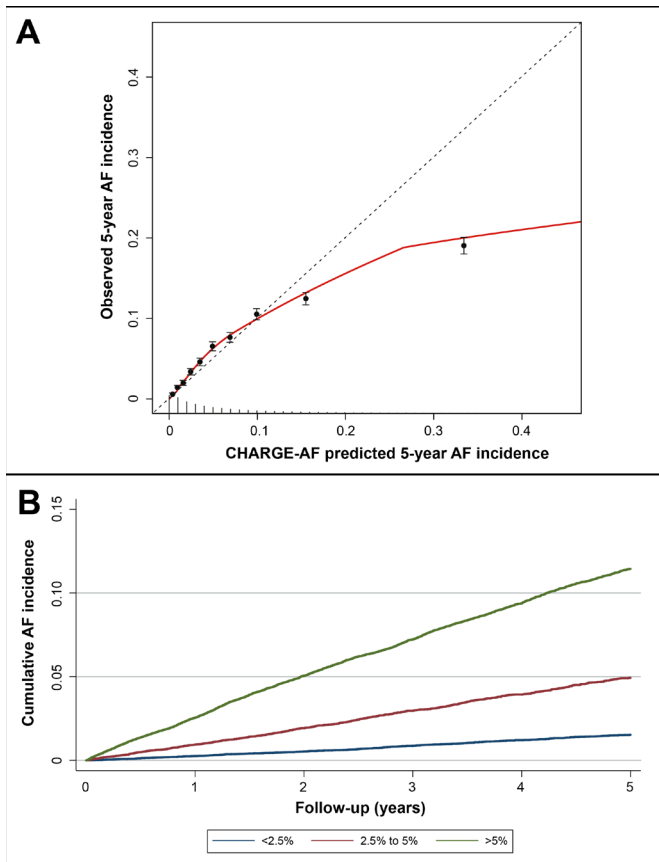 A
Observed 5-year AF incidence
0.4
0.3
0.2
0.1
0
0 0.1 0.2 0.3 0.4
CHARGE-AF predicted 5-year AF incidence
B
Cumulative AF incidence
0.15
0.10
0.05
0
0 1 2 3 4 5
Follow-up (years)
<2.5% 2.5% to 5% >5%